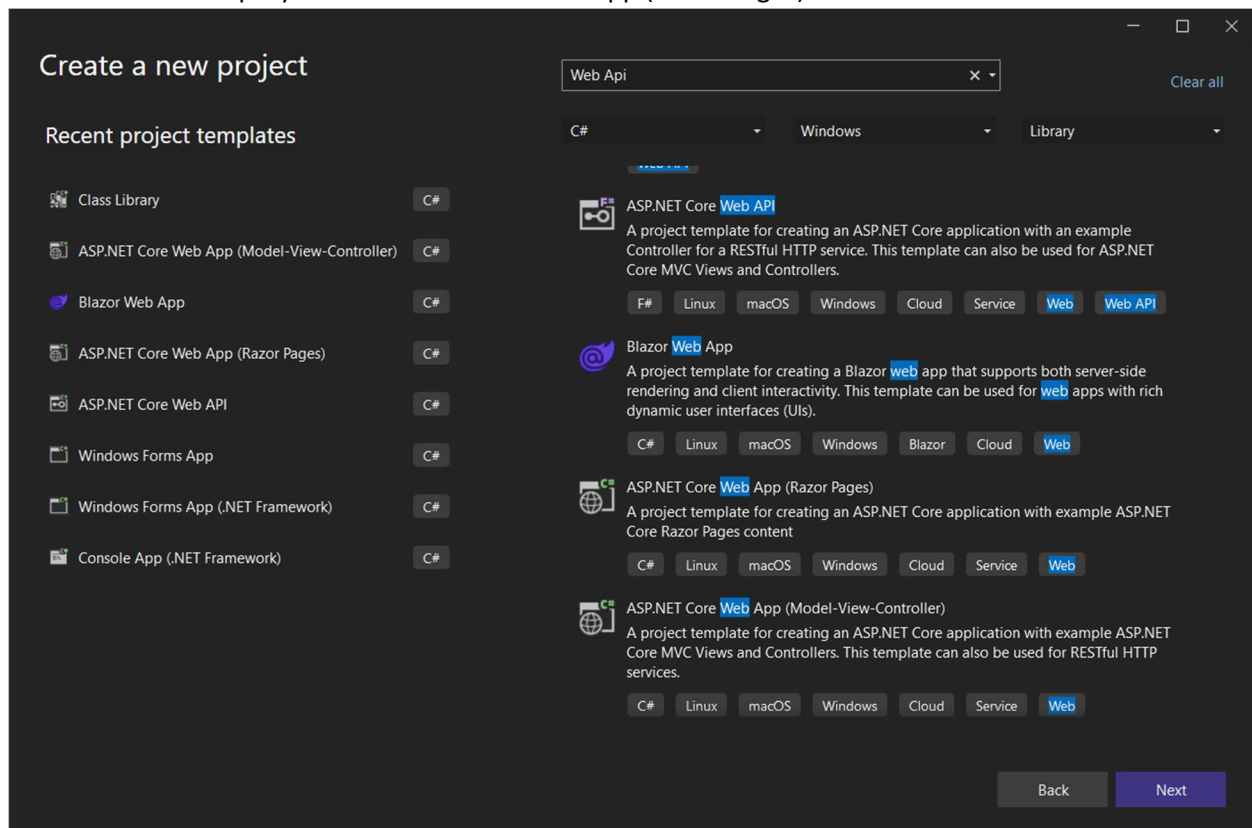 Create a new project
Web Api
Clear all
Recent project templates
C#
Windows
Library
Class Library
C#
ASP.NET Core Web App (Model-View-Controller)
C#
Blazor Web App
C#
ASP.NET Core Web App (Razor Pages)
C#
ASP.NET Core Web API
C#
Windows Forms App
C#
Windows Forms App (.NET Framework)
C#
Console App (.NET Framework)
C#
ASP.NET Core Web API
A project template for creating an ASP.NET Core application with an example
Controller for a RESTful HTTP service. This template can also be used for ASP.NET
Core MVC Views and Controllers.
F# Linux macOS Windows Cloud Service Web Web API
Blazor Web App
A project template for creating a Blazor web app that supports both server-side
rendering and client interactivity. This template can be used for web apps with rich
dynamic user interfaces (UIs).
C# Linux macOS Windows Blazor Cloud Web
ASP.NET Core Web App (Razor Pages)
A project template for creating an ASP.NET Core application with example ASP.NET
Core Razor Pages content
C# Linux macOS Windows Cloud Service Web
ASP.NET Core Web App (Model-View-Controller)
A project template for creating an ASP.NET Core application with example ASP.NET
Core MVC Views and Controllers. This template can also be used for RESTful HTTP
services.
C# Linux macOS Windows Cloud Service Web
Back
Next